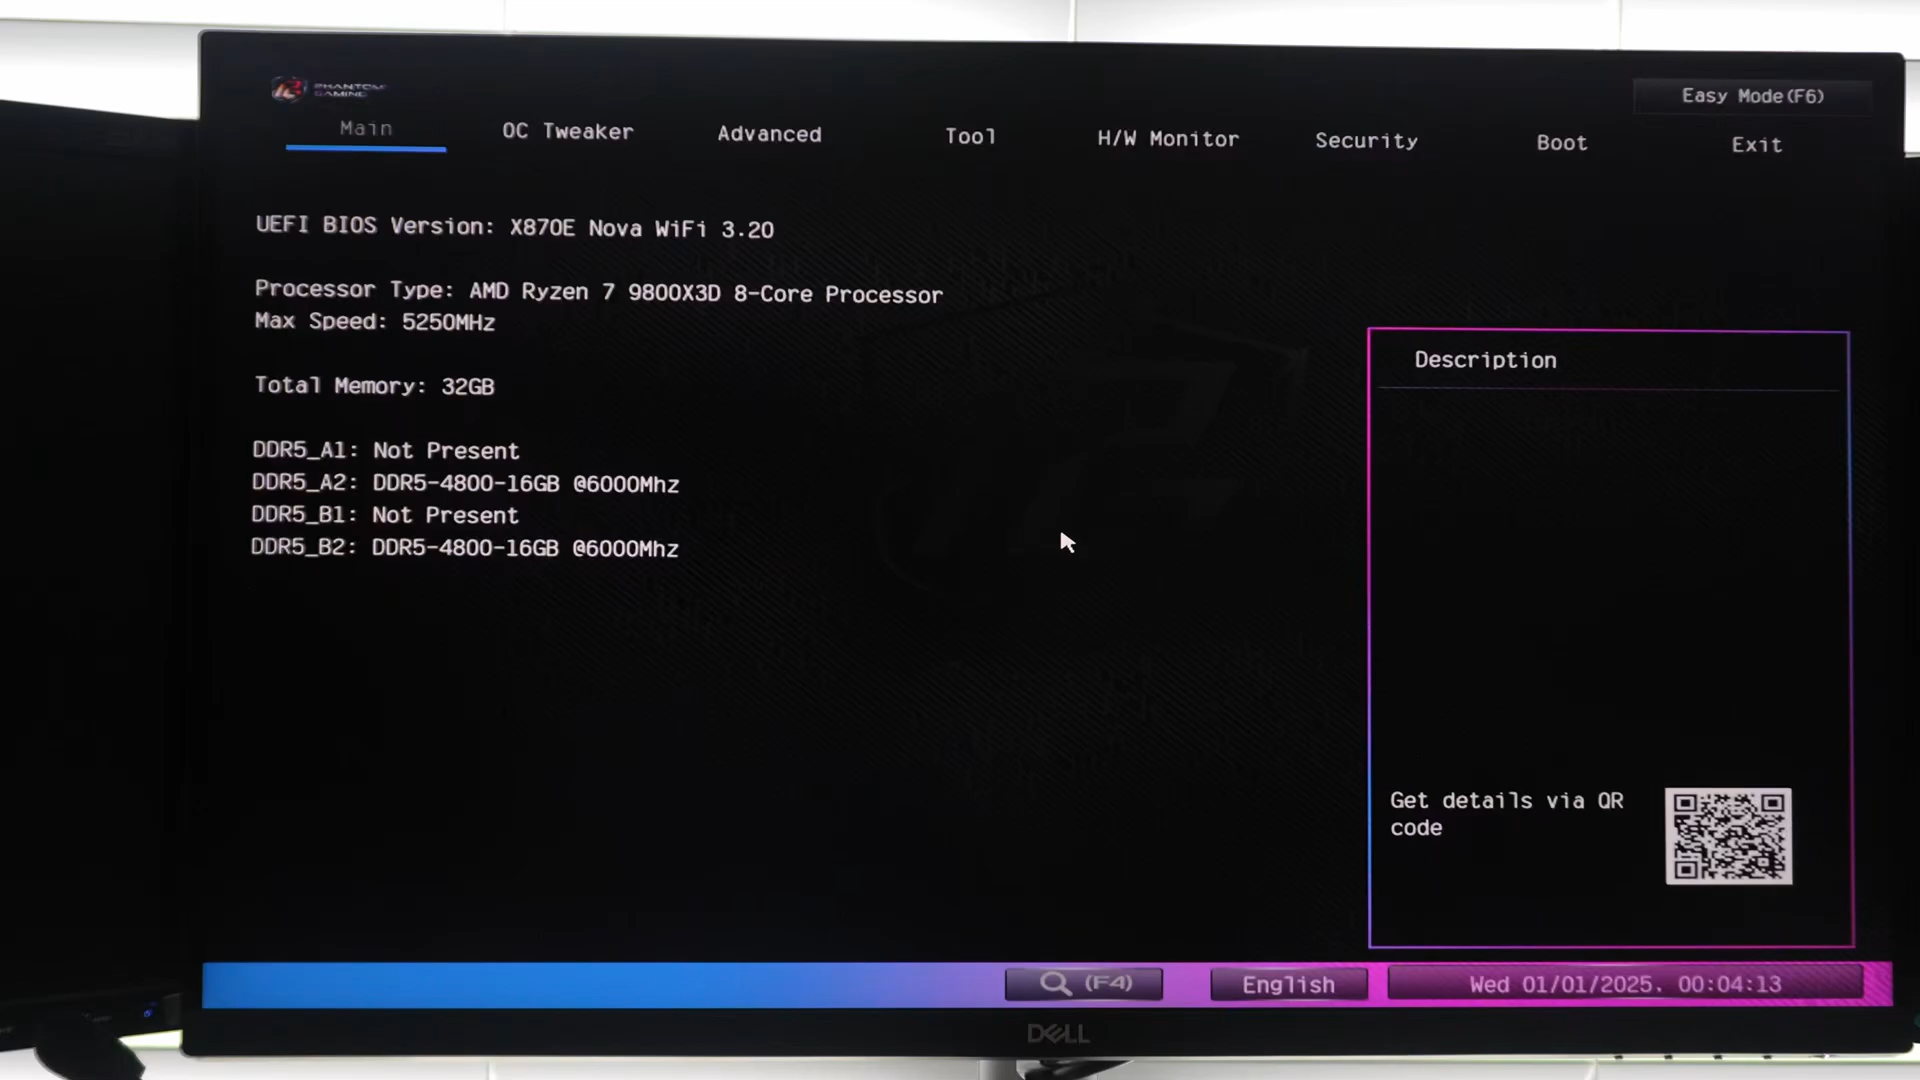 PHANTOM
GAMING
Easy Mode(F6)
Main
OC Tweaker
Advanced
Tool
H/W Monitor
Security
Boot
Exit
UEFI BIOS Version: X870E Nova WiFi 3.20
Processor Type: AMD Ryzen 7 9800X3D 8-Core Processor
Max Speed: 5250MHz
Total Memory: 32GB
DDR5_A1: Not Present
DDR5_A2: DDR5-4800-16GB @6000Mhz
DDR5_B1: Not Present
DDR5_B2: DDR5-4800-16GB @6000Mhz
Description
Get details via QR
code
(F4)
English
Wed 01/01/2025. 00:04:13
DELL